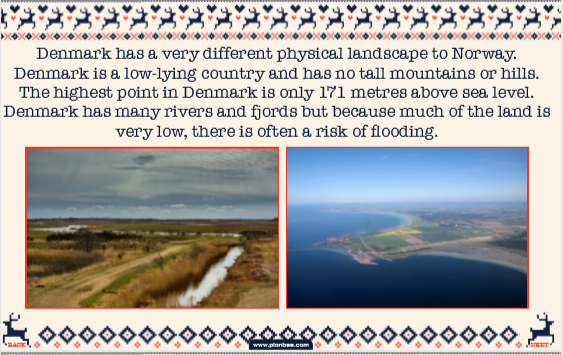 Denmark has a very different physical landscape to Norway.
Denmark is a low-lying country and has no tall mountains or hills.
The highest point in Denmark is only 171 metres above sea level.
Denmark has many rivers and fjords but because much of the land is
very low, there is often a risk of flooding.
BACK
www.planbee.com
NEXT